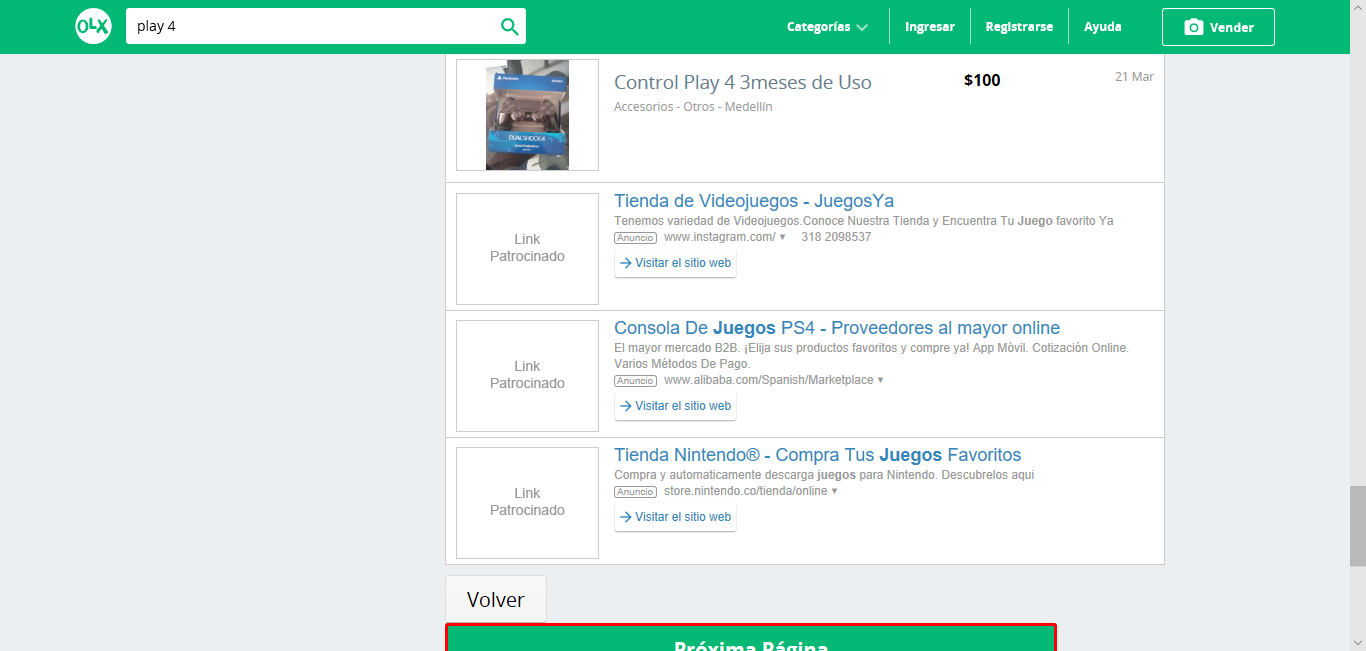 OLX
play 4
Categorías
Ingresar
Registrarse
Ayuda
Vender
PlayStation
DUALSHOCK 4
Control Play 4 3meses de Uso
$100
21 Mar
Accesorios - Otros - Medellín
Link
Patrocinado
Tienda de Videojuegos - JuegosYa
Tenemos variedad de Videojuegos.Conoce Nuestra Tienda y Encuentra Tu Juego favorito Ya
Anuncio www.instagram.com/ ▼ 318 2098537
→ Visitar el sitio web
Link
Patrocinado
Consola De Juegos PS4 - Proveedores al mayor online
El mayor mercado B2B. ¡Elija sus productos favoritos y compre ya! App Móvil. Cotización Online.
Varios Métodos De Pago.
Anuncio www.alibaba.com/Spanish/Marketplace ▼
→ Visitar el sitio web
Link
Patrocinado
Tienda Nintendo® - Compra Tus Juegos Favoritos
Compra y automaticamente descarga juegos para Nintendo. Descubrelos aqui
Anuncio store.nintendo.co/tienda/online ▼
→ Visitar el sitio web
Volver
Próxima Página